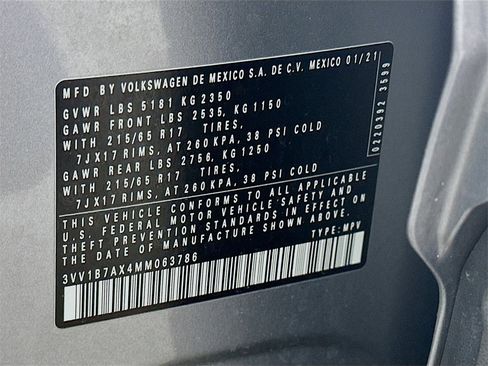 MFD BY VOLKSWAGEN DE MEXICO S.A. DE C.V. MEXICO 01/21
GVWR LBS 5181 KG 2350
GAWR FRONT LBS 2535, KG 1150
WITH 215/65 R17 TIRES,
7JX17 RIMS, AT 260KPA, 38 PSI COLD
GAWR REAR LBS 2756, KG 1250
WITH 215/65 R17 TIRES,
7JX17 RIMS, AT 260KPA, 38 PSI COLD
THIS VEHICLE CONFORMS TO ALL APPLICABLE
U.S. FEDERAL MOTOR VEHICLE SAFETY AND
THEFT PREVENTION STANDARDS IN EFFECT ON
THE DATE OF MANUFACTURE SHOWN ABOVE.
3VV1B7AX4MM063786 TYPE: MPV
0220392 3599